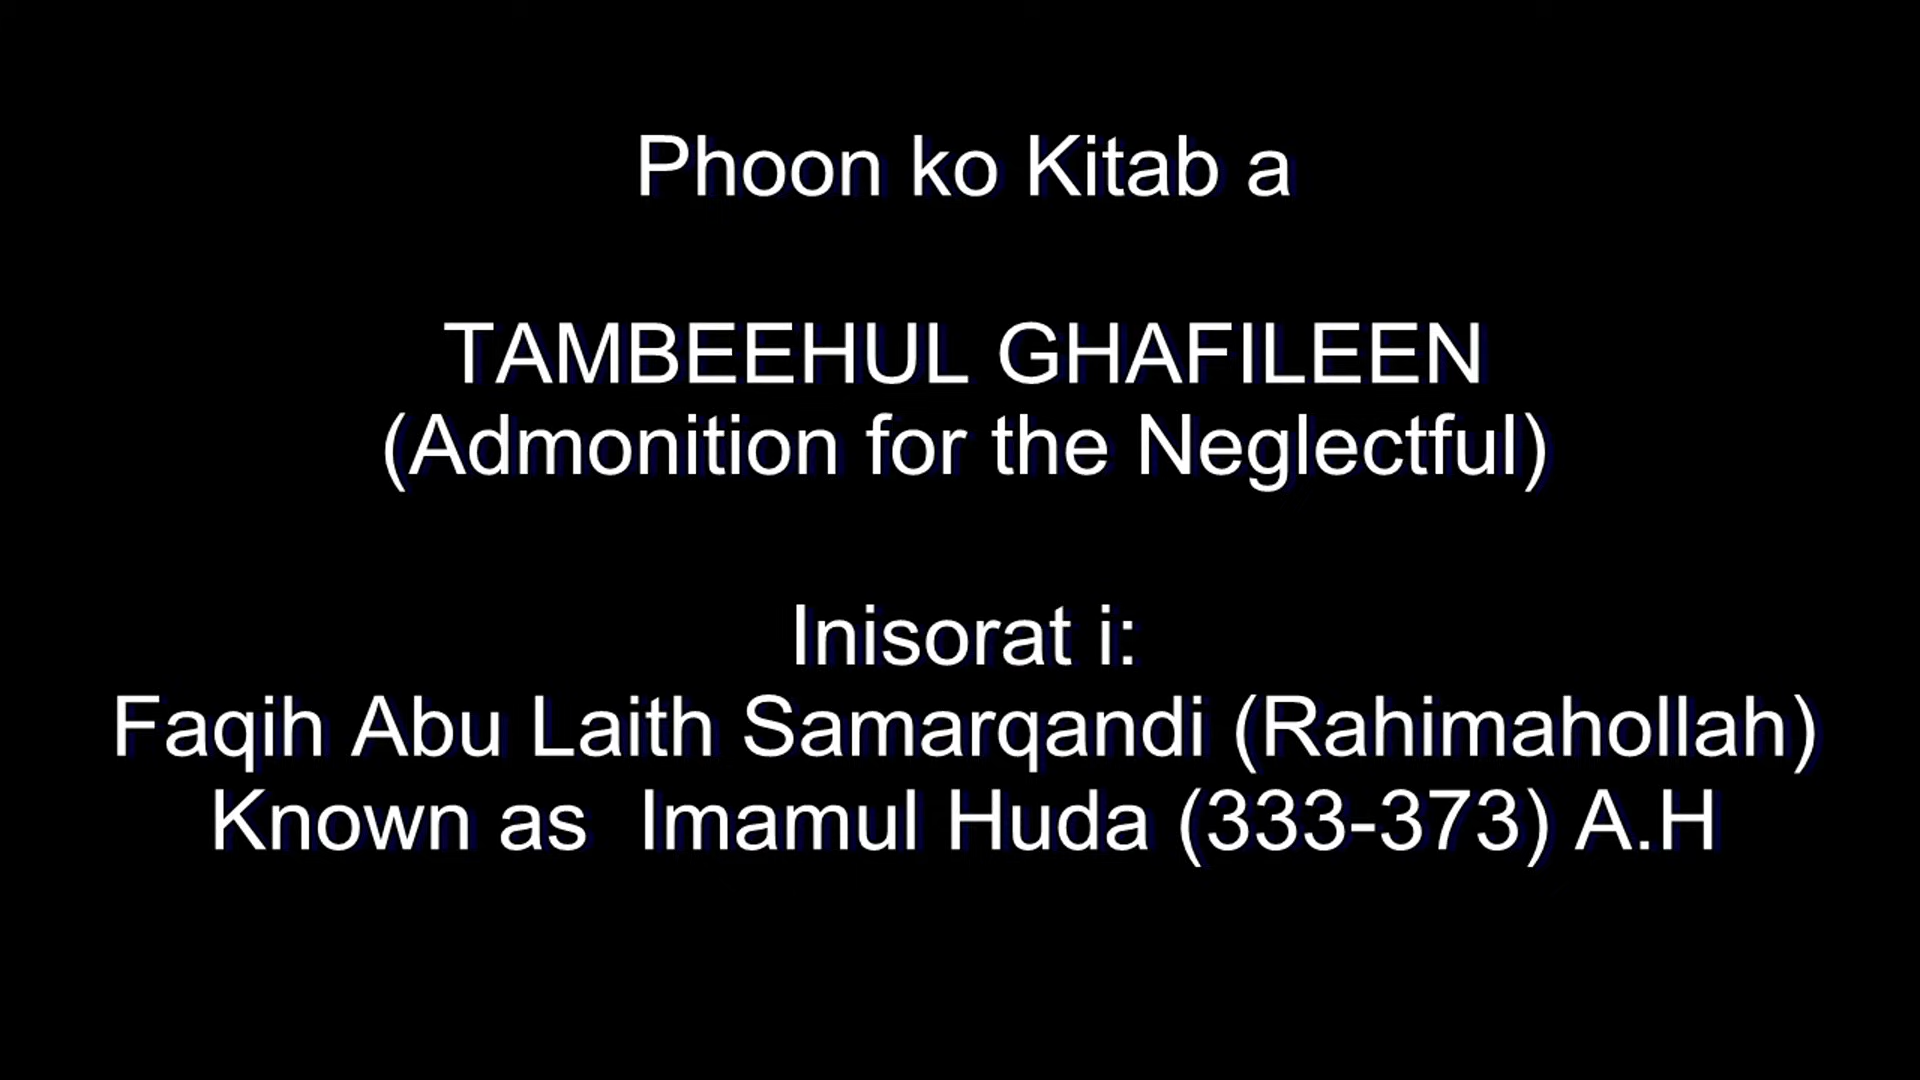 Phoon ko Kitab a
TAMBEEHUL GHAFILEEN
(Admonition for the Neglectful)
Inisorat i:
Faqih Abu Laith Samarqandi (Rahimahollah)
Known as  Imamul Huda (333-373) A.H